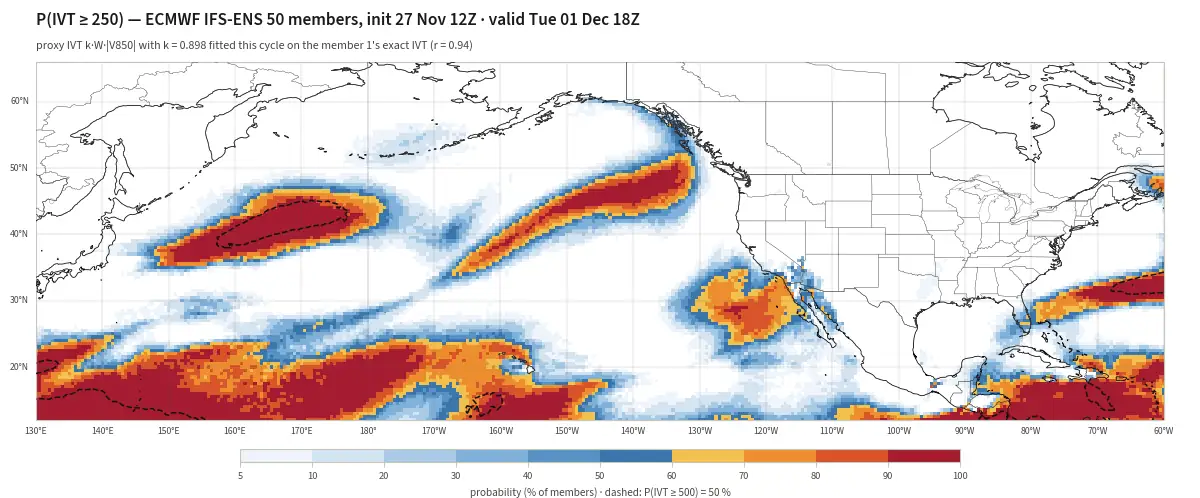 P(IVT ≥ 250) — ECMWF IFS-ENS 50 members, init 27 Nov 12Z · valid Tue 01 Dec 18Z
proxy IVT k·W·|V850| with k = 0.898 fitted this cycle on the member 1's exact IVT (r = 0.94)
60°N
50°N
40°N
30°N
20°N
130°E 140°E 150°E 160°E 170°E 180° 170°W 160°W 150°W 140°W 130°W 120°W 110°W 100°W 90°W 80°W 70°W 60°W
5 10 20 30 40 50 60 70 80 90 100
probability (% of members) · dashed: P(IVT ≥ 500) = 50 %